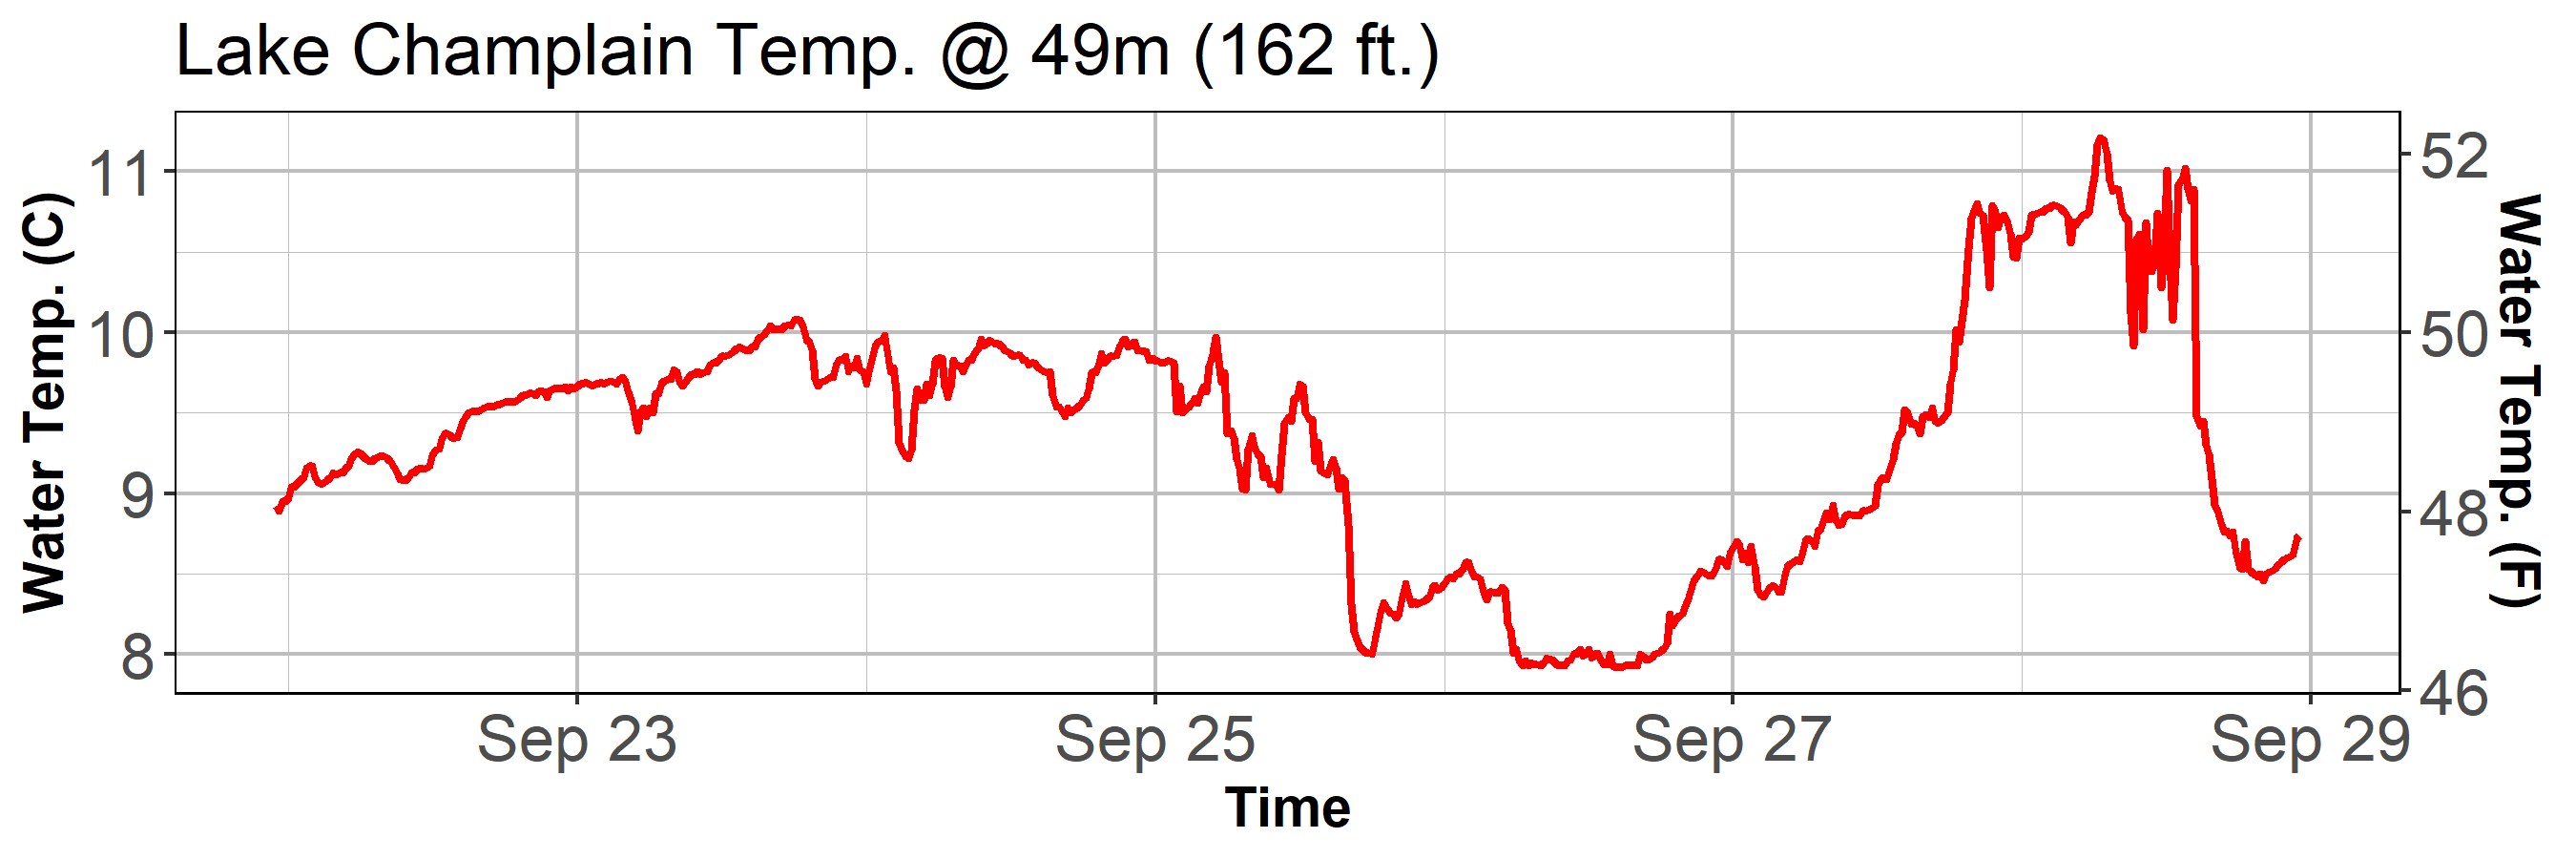 Lake Champlain Temp. @ 49m (162 ft.)
Water Temp. (C)
11
10
9
8
52
50
48
46
Water Temp. (F)
Sep 23
Sep 25
Sep 27
Sep 29
Time